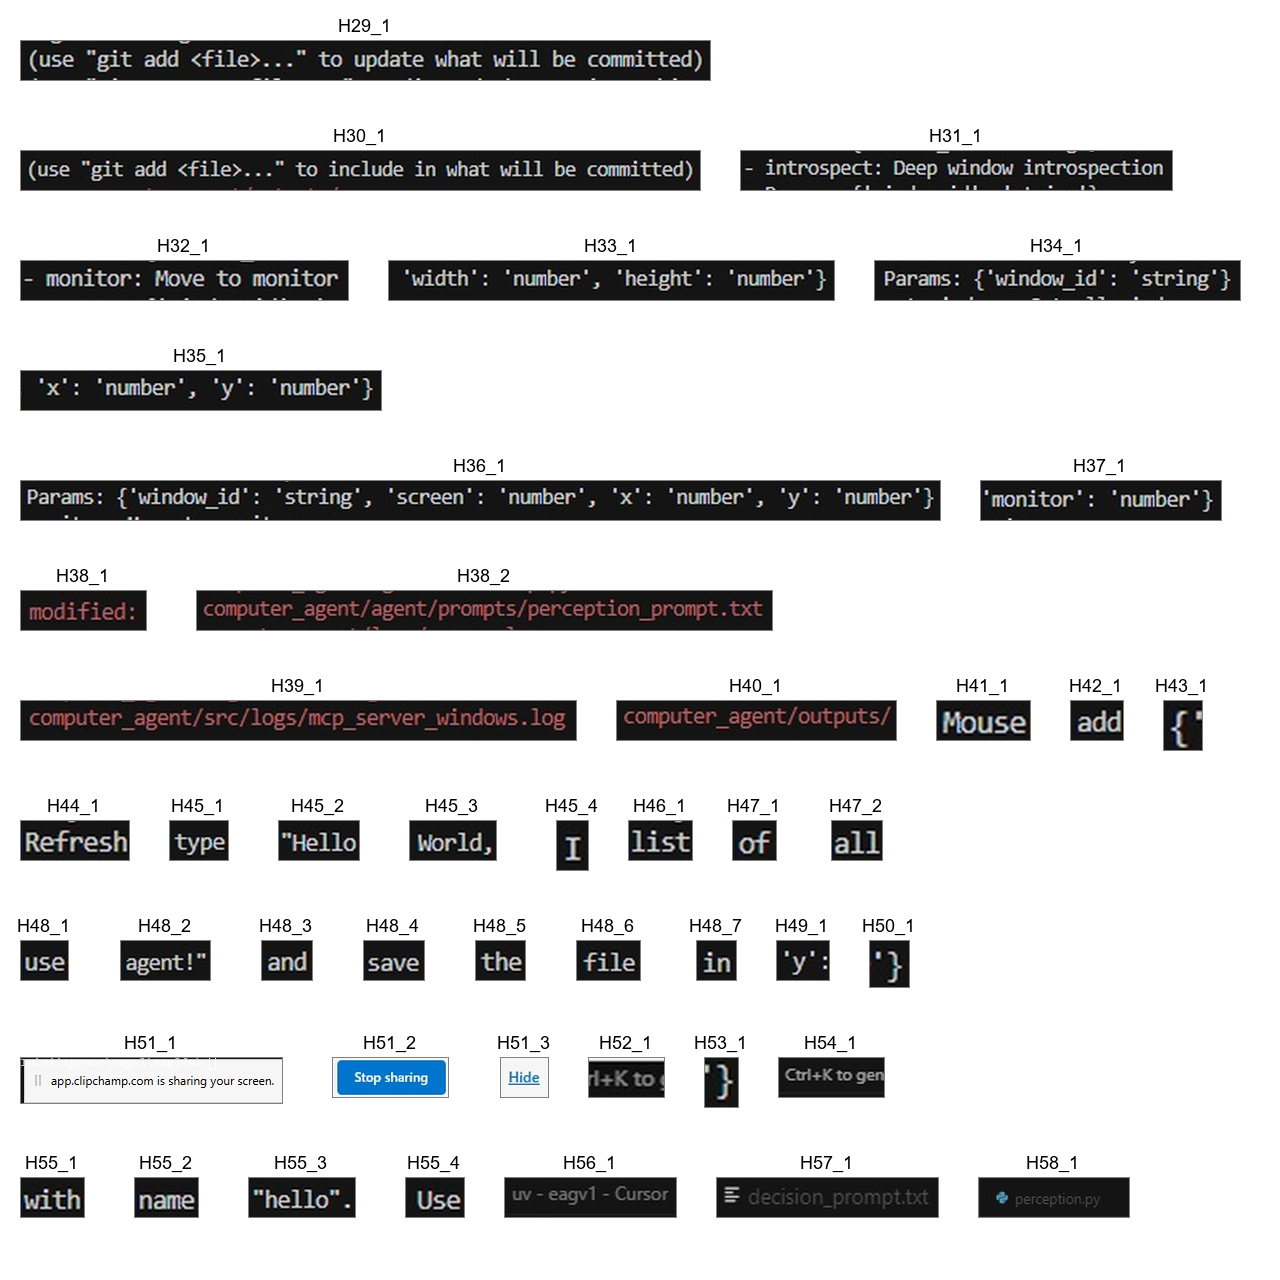 H29_1
(use "git add <file>..." to update what will be committed)
H30_1 H31_1
(use "git add <file>..." to include in what will be committed) - introspect: Deep window introspection
H32_1 H33_1 H34_1
- monitor: Move to monitor 'width': 'number', 'height': 'number'} Params: {'window_id': 'string'}
H35_1
'x': 'number', 'y': 'number'}
H36_1 H37_1
Params: {'window_id': 'string', 'screen': 'number', 'x': 'number', 'y': 'number'} 'monitor': 'number'}
H38_1 H38_2
modified: computer_agent/agent/prompts/perception_prompt.txt
H39_1 H40_1 H41_1 H42_1 H43_1
computer_agent/src/logs/mcp_server_windows.log computer_agent/outputs/ Mouse add {'
H44_1 H45_1 H45_2 H45_3 H45_4 H46_1 H47_1 H47_2
Refresh type "Hello World, I list of all
H48_1 H48_2 H48_3 H48_4 H48_5 H48_6 H48_7 H49_1 H50_1
use agent!" and save the file in 'y': '}
H51_1 H51_2 H51_3 H52_1 H53_1 H54_1
app.clipchamp.com is sharing your screen. Stop sharing Hide rl+K to '} Ctrl+K to gen
H55_1 H55_2 H55_3 H55_4 H56_1 H57_1 H58_1
with name "hello". Use uv - eagv1 - Cursor decision_prompt.txt perception.py